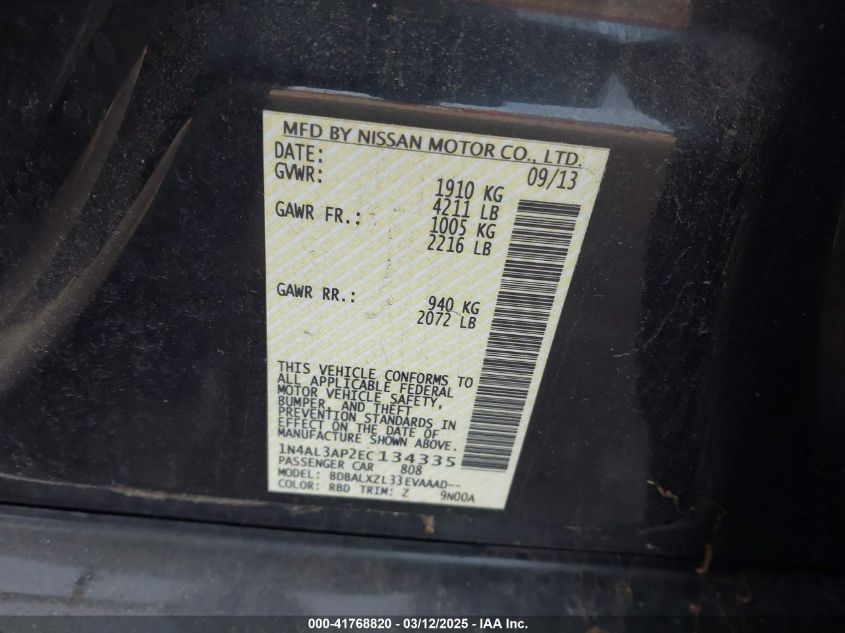 MFD BY NISSAN MOTOR CO., LTD.
DATE: 09/13
GVWR: 1910 KG
4211 LB
GAWR FR.: 1005 KG
2216 LB
GAWR RR.: 940 KG
2072 LB
THIS VEHICLE CONFORMS TO
ALL APPLICABLE FEDERAL
MOTOR VEHICLE SAFETY,
BUMPER, AND THEFT
PREVENTION STANDARDS IN
EFFECT ON THE DATE OF
MANUFACTURE SHOWN ABOVE.
1N4AL3AP2EC134335
PASSENGER CAR 808
MODEL: BDBALXZL33EVAAAD--
COLOR: RBD TRIM: Z 9N00A
000-41768820 - 03/12/2025 - IAA Inc.